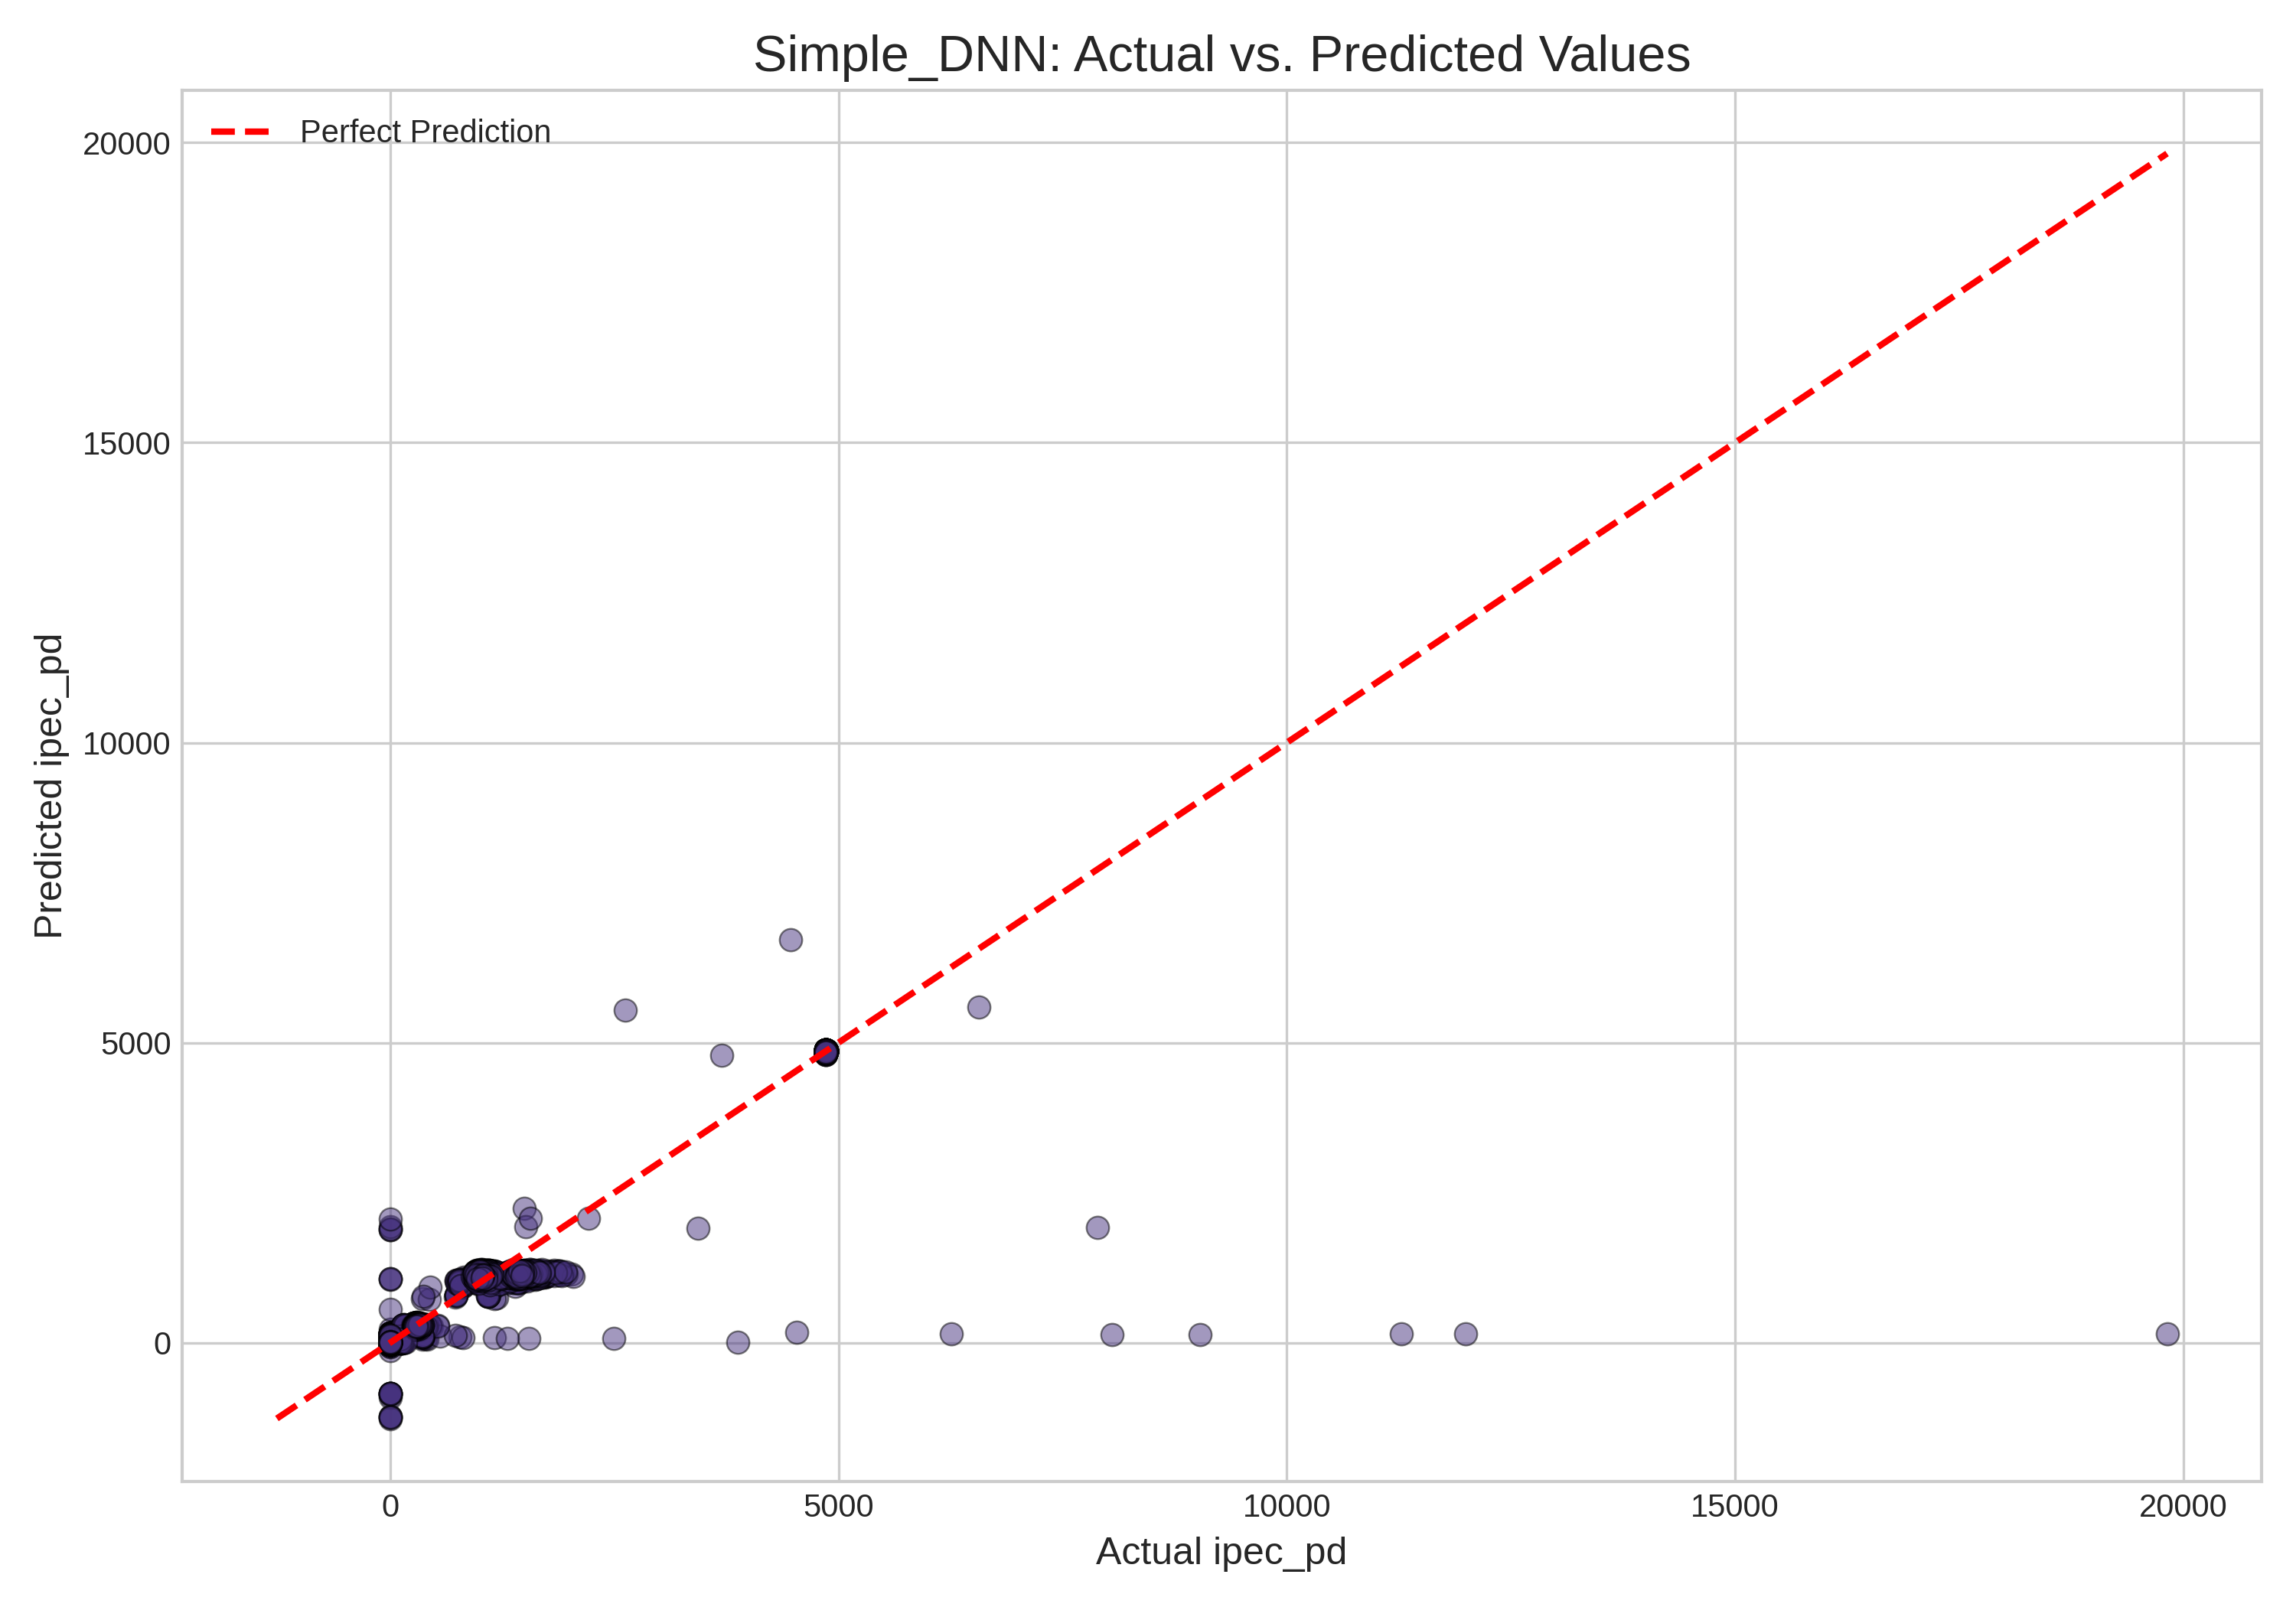 Simple_DNN: Actual vs. Predicted Values
Perfect Prediction
20000
15000
10000
5000
0
Predicted ipec_pd
0 5000 10000 15000 20000
Actual ipec_pd